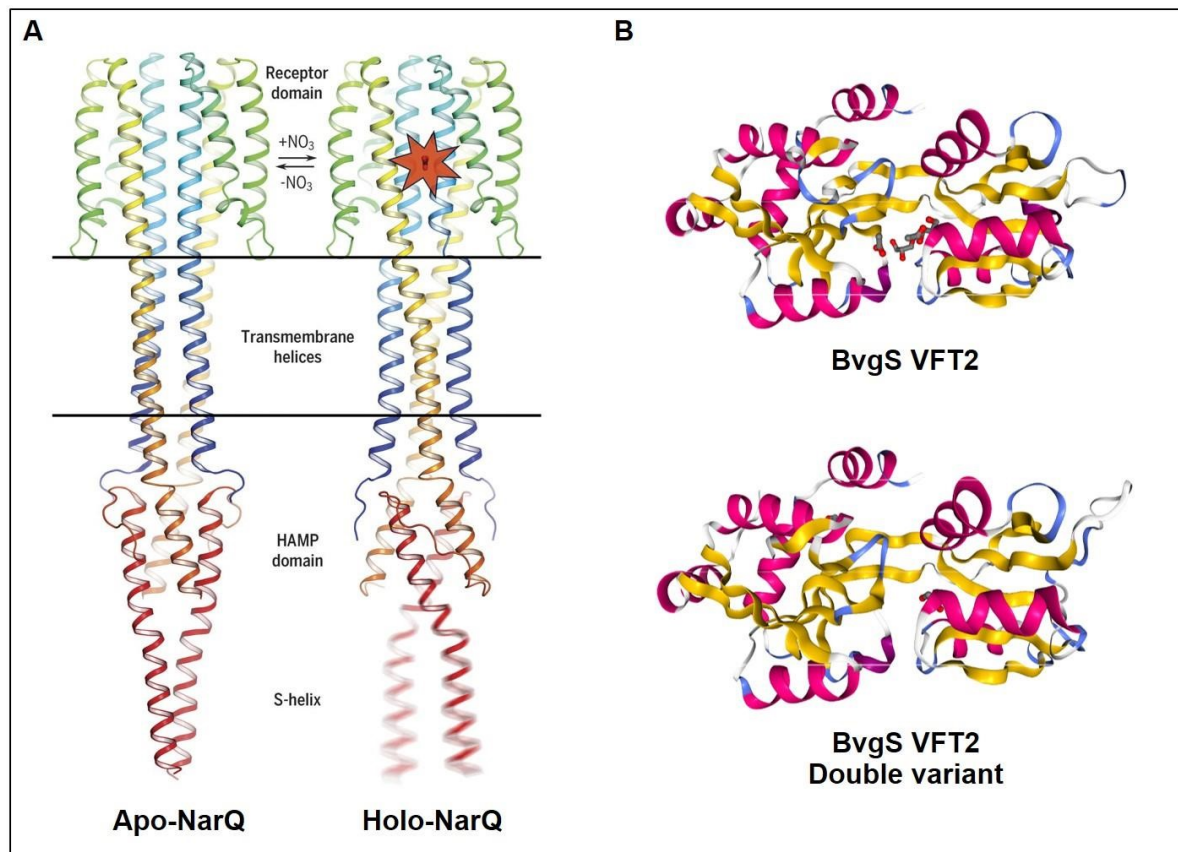 A
B
Receptor
domain
+NO3
-NO3
Transmembrane
helices
HAMP
domain
S-helix
Apo-NarQ
Holo-NarQ
BvgS VFT2
BvgS VFT2
Double variant